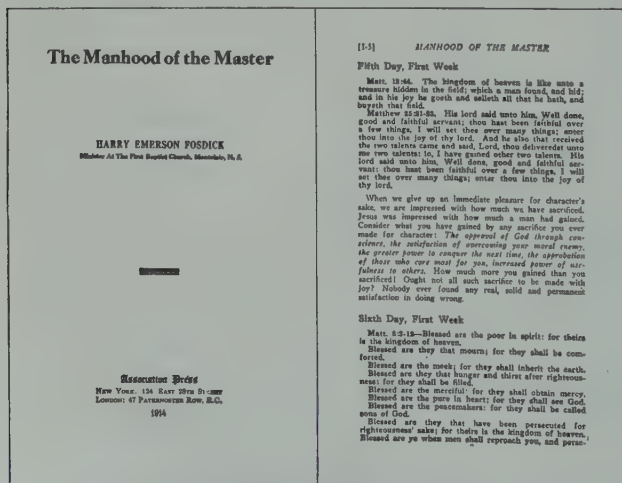 The Manhood of the Master
HARRY EMERSON FOSDICK
Minister At The First Baptist Church, Montclair, N. J.
Association Press
NEW YORK: 124 EAST 28TH STREET
LONDON: 47 PATERNOSTER ROW, E.C.
1914
[I-5] MANHOOD OF THE MASTER
Fifth Day, First Week
Matt. 13:44. The kingdom of heaven is like unto a
treasure hidden in the field; which a man found, and hid;
and in his joy he goeth and selleth all that he hath, and
buyeth that field.
Matthew 25:21-23. His lord said unto him, Well done,
good and faithful servant; thou hast been faithful over
a few things, I will set thee over many things; enter
thou into the joy of thy lord. And he also that received
the two talents came and said, Lord, thou deliveredst unto
me two talents: lo, I have gained other two talents. His
lord said unto him, Well done, good and faithful ser-
vant: thou hast been faithful over a few things, I will
set thee over many things; enter thou into the joy of
thy lord.
When we give up an immediate pleasure for character's
sake, we are impressed with how much we have sacrificed.
Jesus was impressed with how much a man had gained.
Consider what you have gained by any sacrifice you ever
made for character: The approval of God through con-
science, the satisfaction of overcoming your moral enemy,
the greater power to conquer the next time, the approbation
of those who care most for you, increased power of use-
fulness to others. How much more you gained than you
sacrificed! Ought not all such sacrifice to be made with
joy? Nobody ever found any real, solid and permanent
satisfaction in doing wrong.
Sixth Day, First Week
Matt. 5:3-12—Blessed are the poor in spirit: for theirs
is the kingdom of heaven.
Blessed are they that mourn; for they shall be com-
forted.
Blessed are the meek; for they shall inherit the earth.
Blessed are they that hunger and thirst after righteous-
ness: for they shall be filled.
Blessed are the merciful: for they shall obtain mercy.
Blessed are the pure in heart; for they shall see God.
Blessed are the peacemakers: for they shall be called
sons of God.
Blessed are they that have been persecuted for
righteousness' sake; for theirs is the kingdom of heaven.
Blessed are ye when men shall reproach you, and perse-